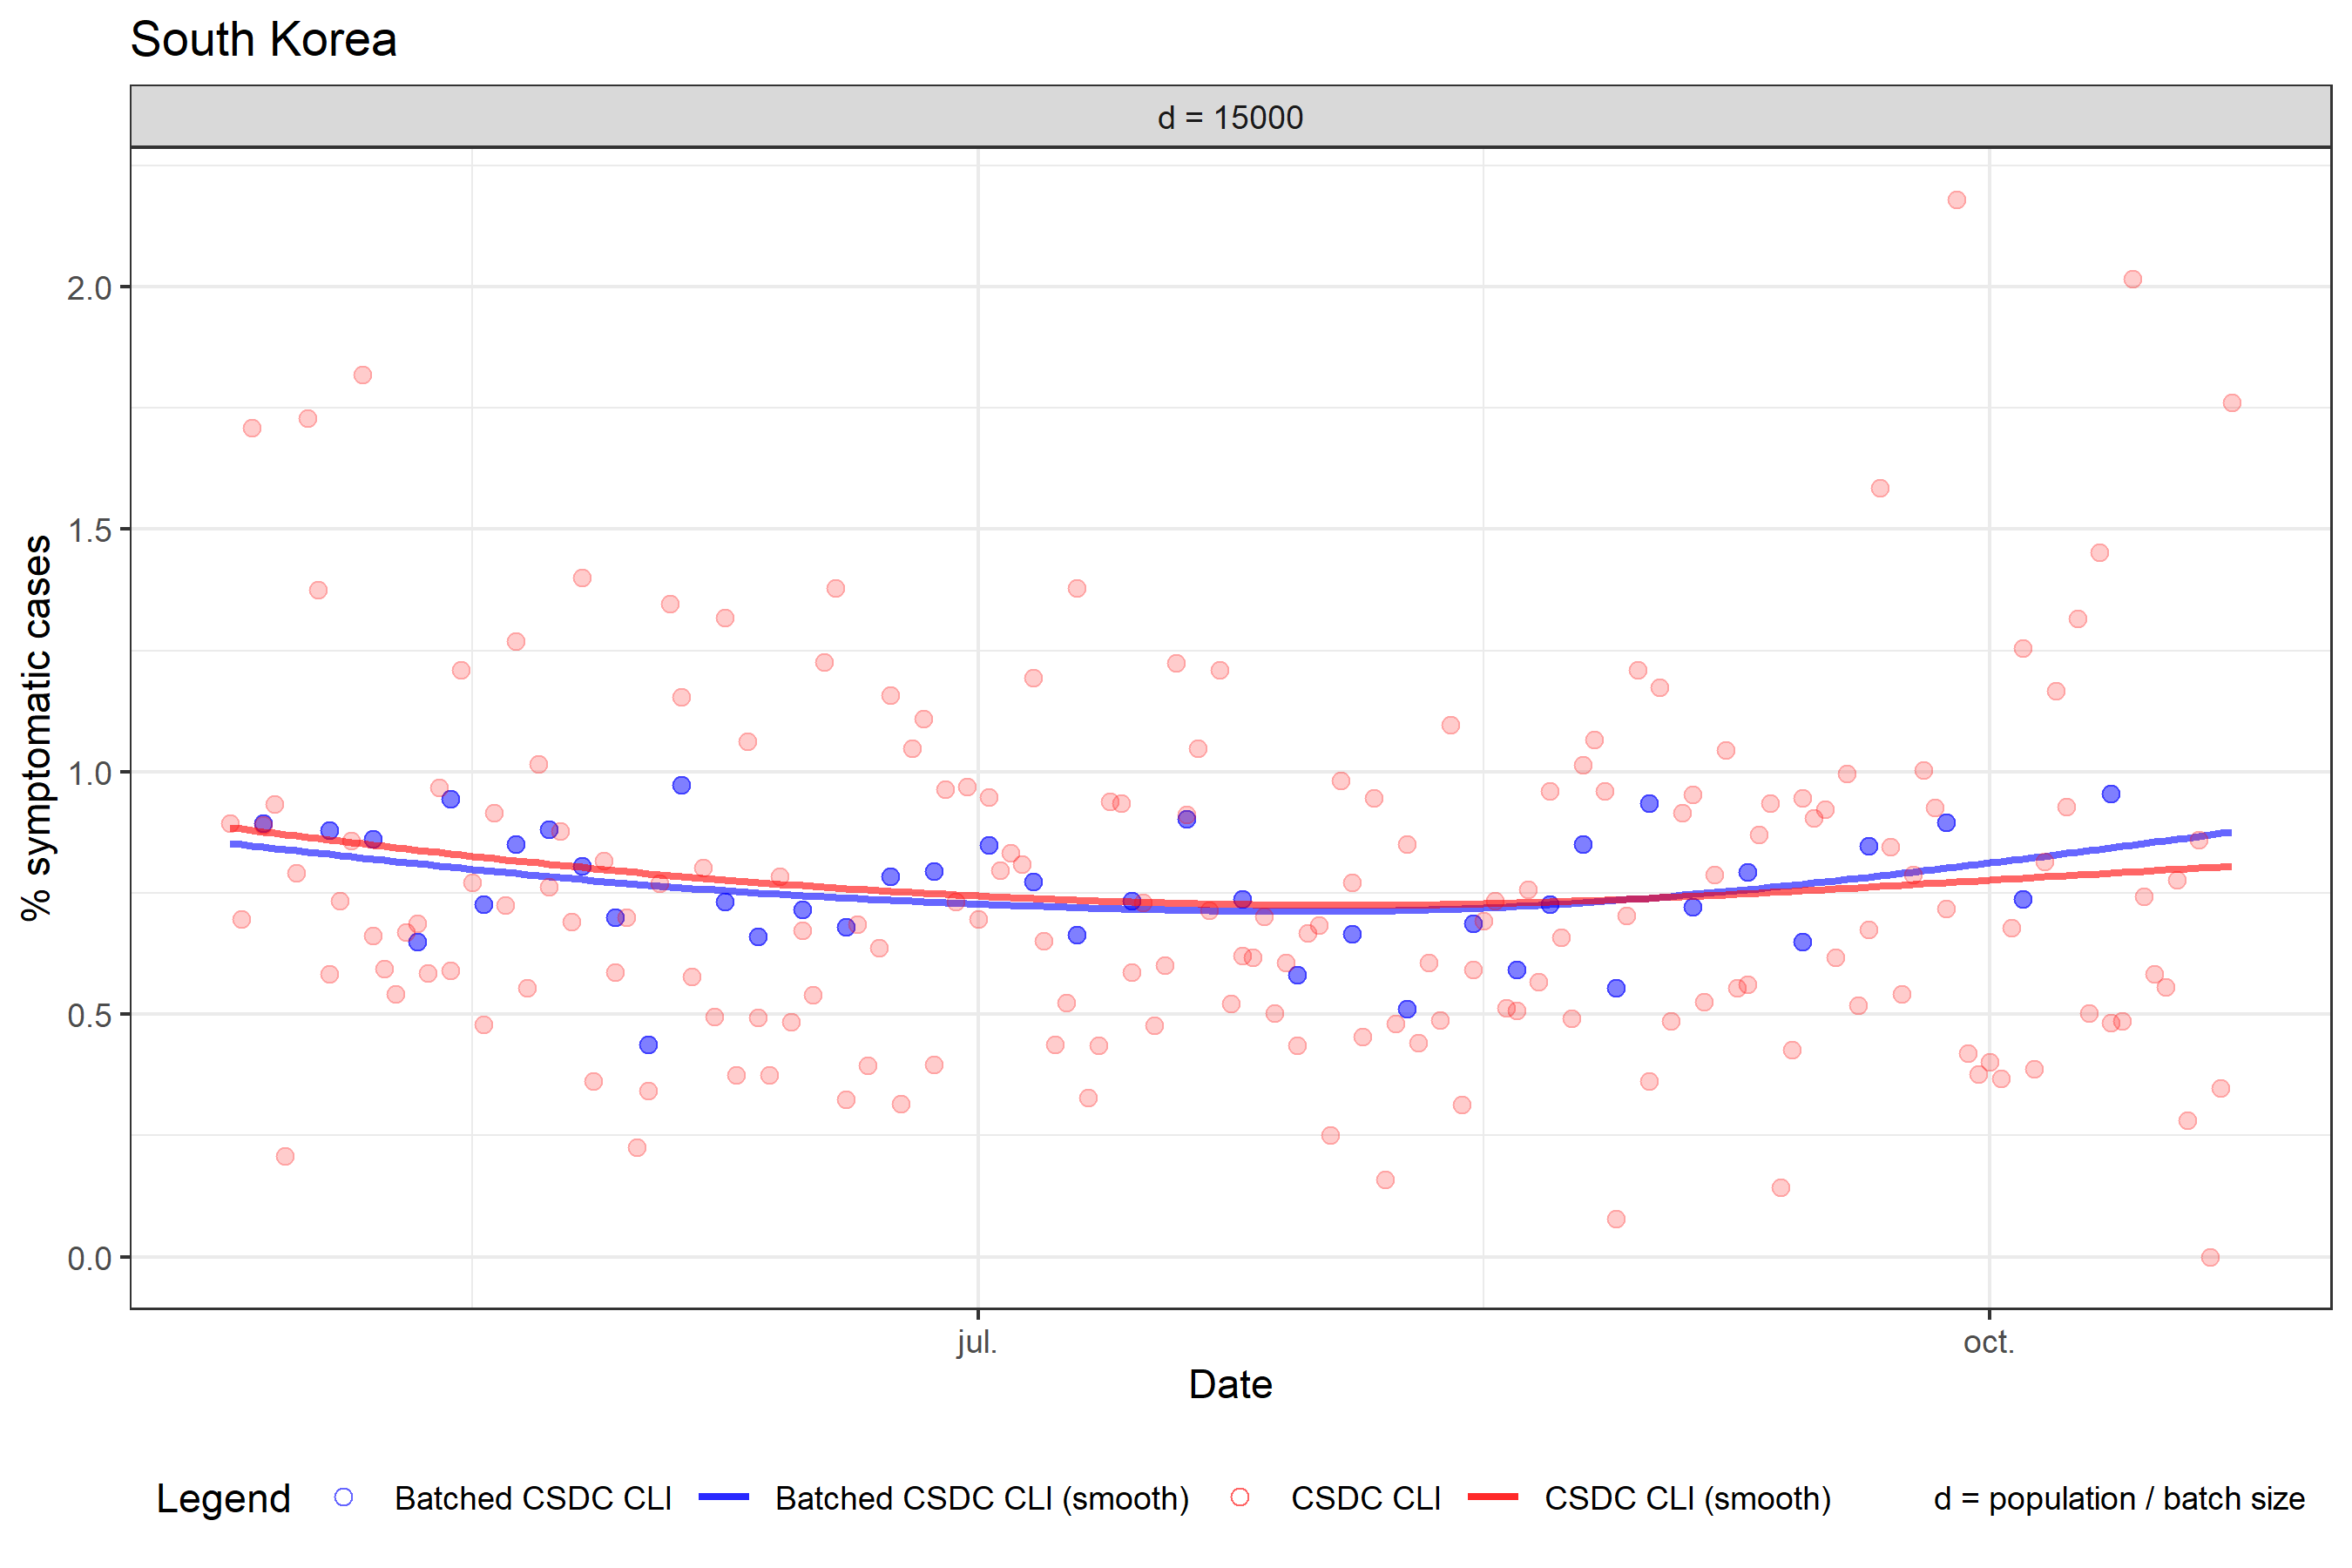 South Korea
d = 15000
% symptomatic cases
2.0
1.5
1.0
0.5
0.0
jul.
oct.
Date
Legend Batched CSDC CLI Batched CSDC CLI (smooth) CSDC CLI CSDC CLI (smooth) d = population / batch size